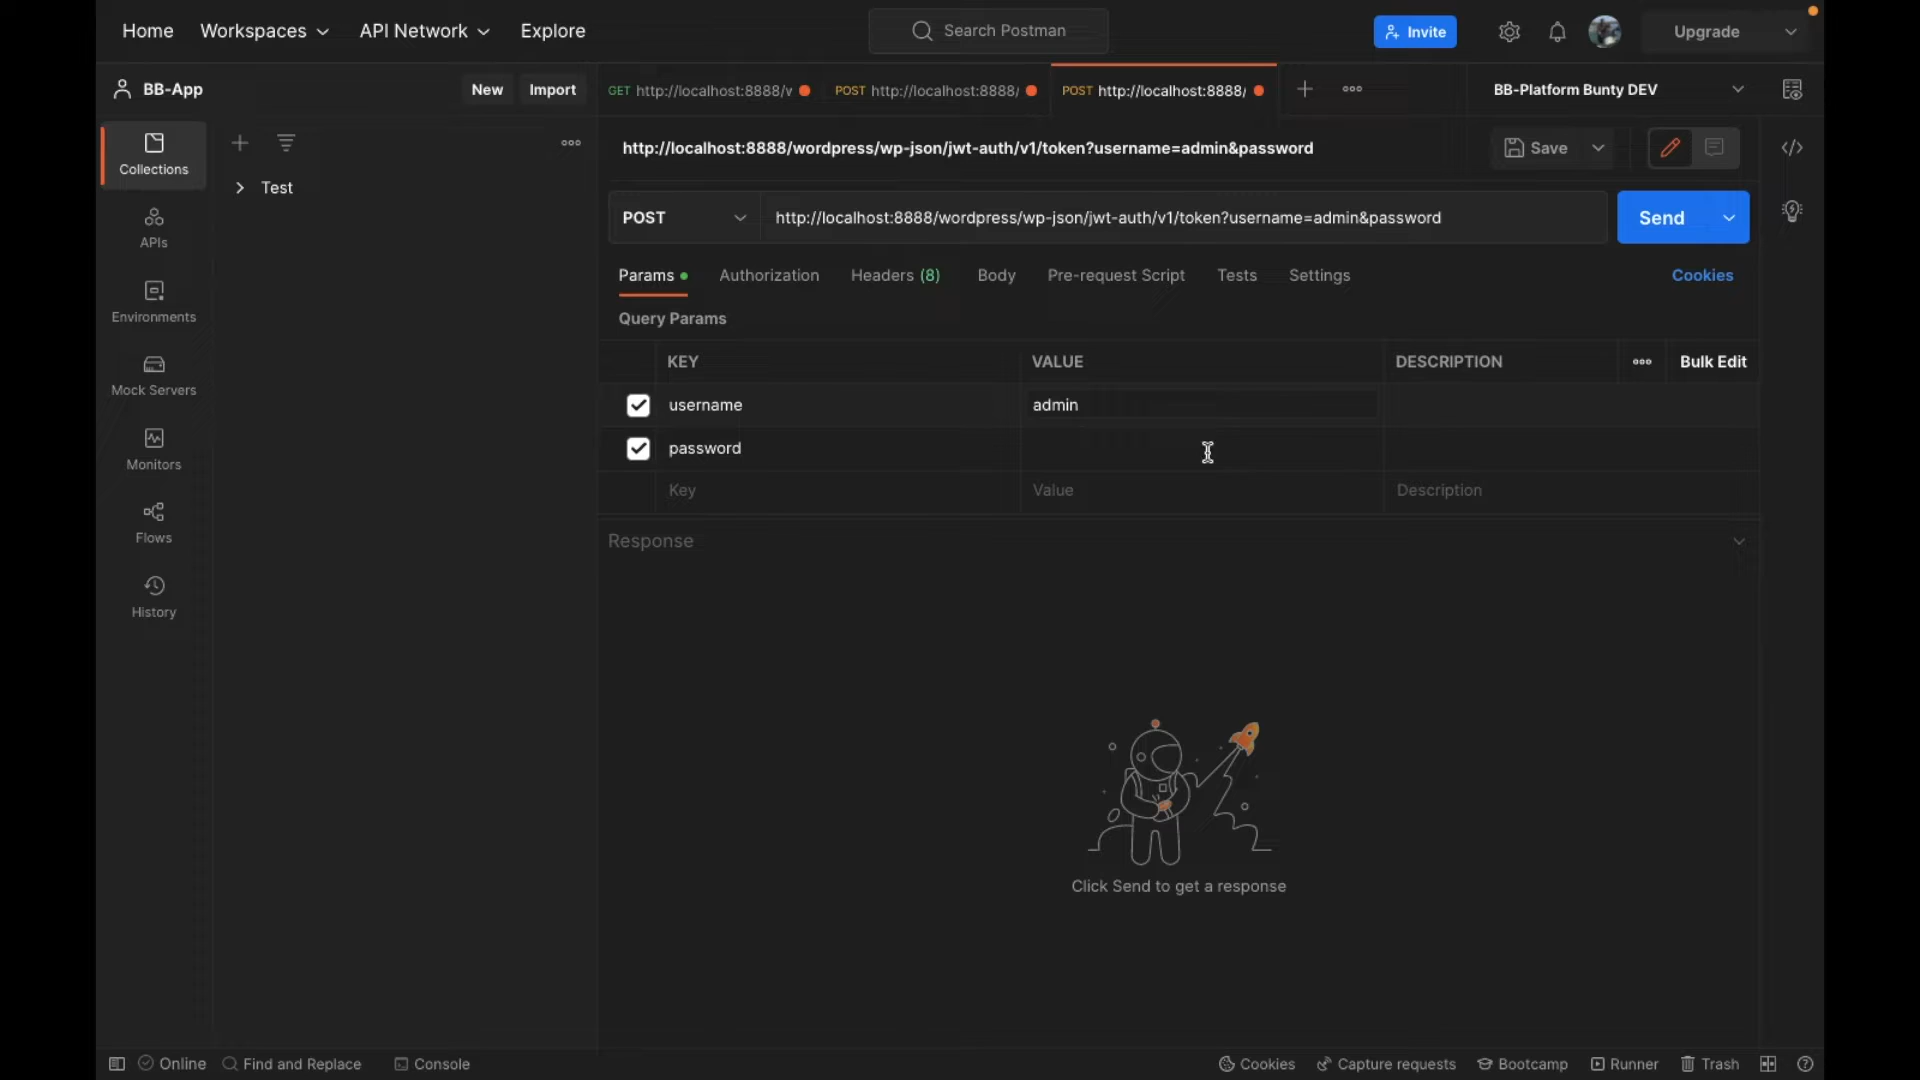 Home Workspaces API Network Explore Search Postman Invite Upgrade
BB-App New Import GET http://localhost:8888/v POST http://localhost:8888/ POST http://localhost:8888/ BB-Platform Bunty DEV
http://localhost:8888/wordpress/wp-json/jwt-auth/v1/token?username=admin&password Save
Collections
Test
POST http://localhost:8888/wordpress/wp-json/jwt-auth/v1/token?username=admin&password Send
APIs
Params Authorization Headers (8) Body Pre-request Script Tests Settings Cookies
Environments
Query Params
KEY VALUE DESCRIPTION Bulk Edit
Mock Servers
username admin
password
Monitors
Key Value Description
Flows
Response
History
Click Send to get a response
Online Find and Replace Console Cookies Capture requests Bootcamp Runner Trash